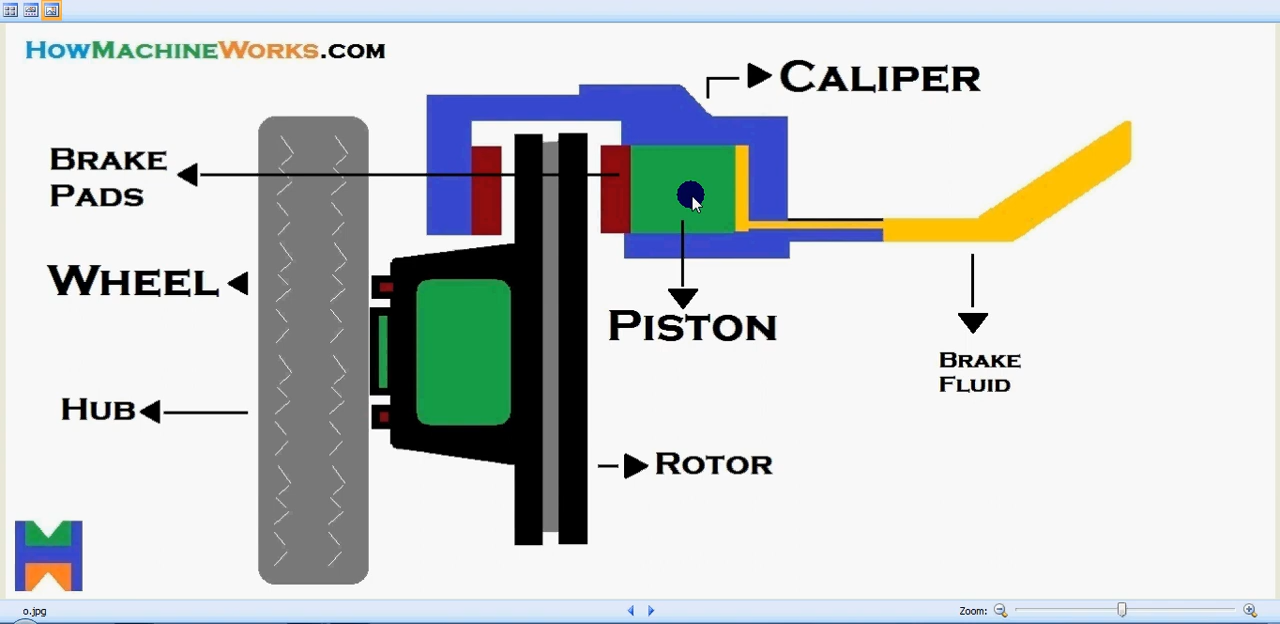 HowMachineWorks.com
Caliper
Brake
Pads
Wheel
Piston
Brake
Fluid
Hub
Rotor
o.jpg
Zoom: